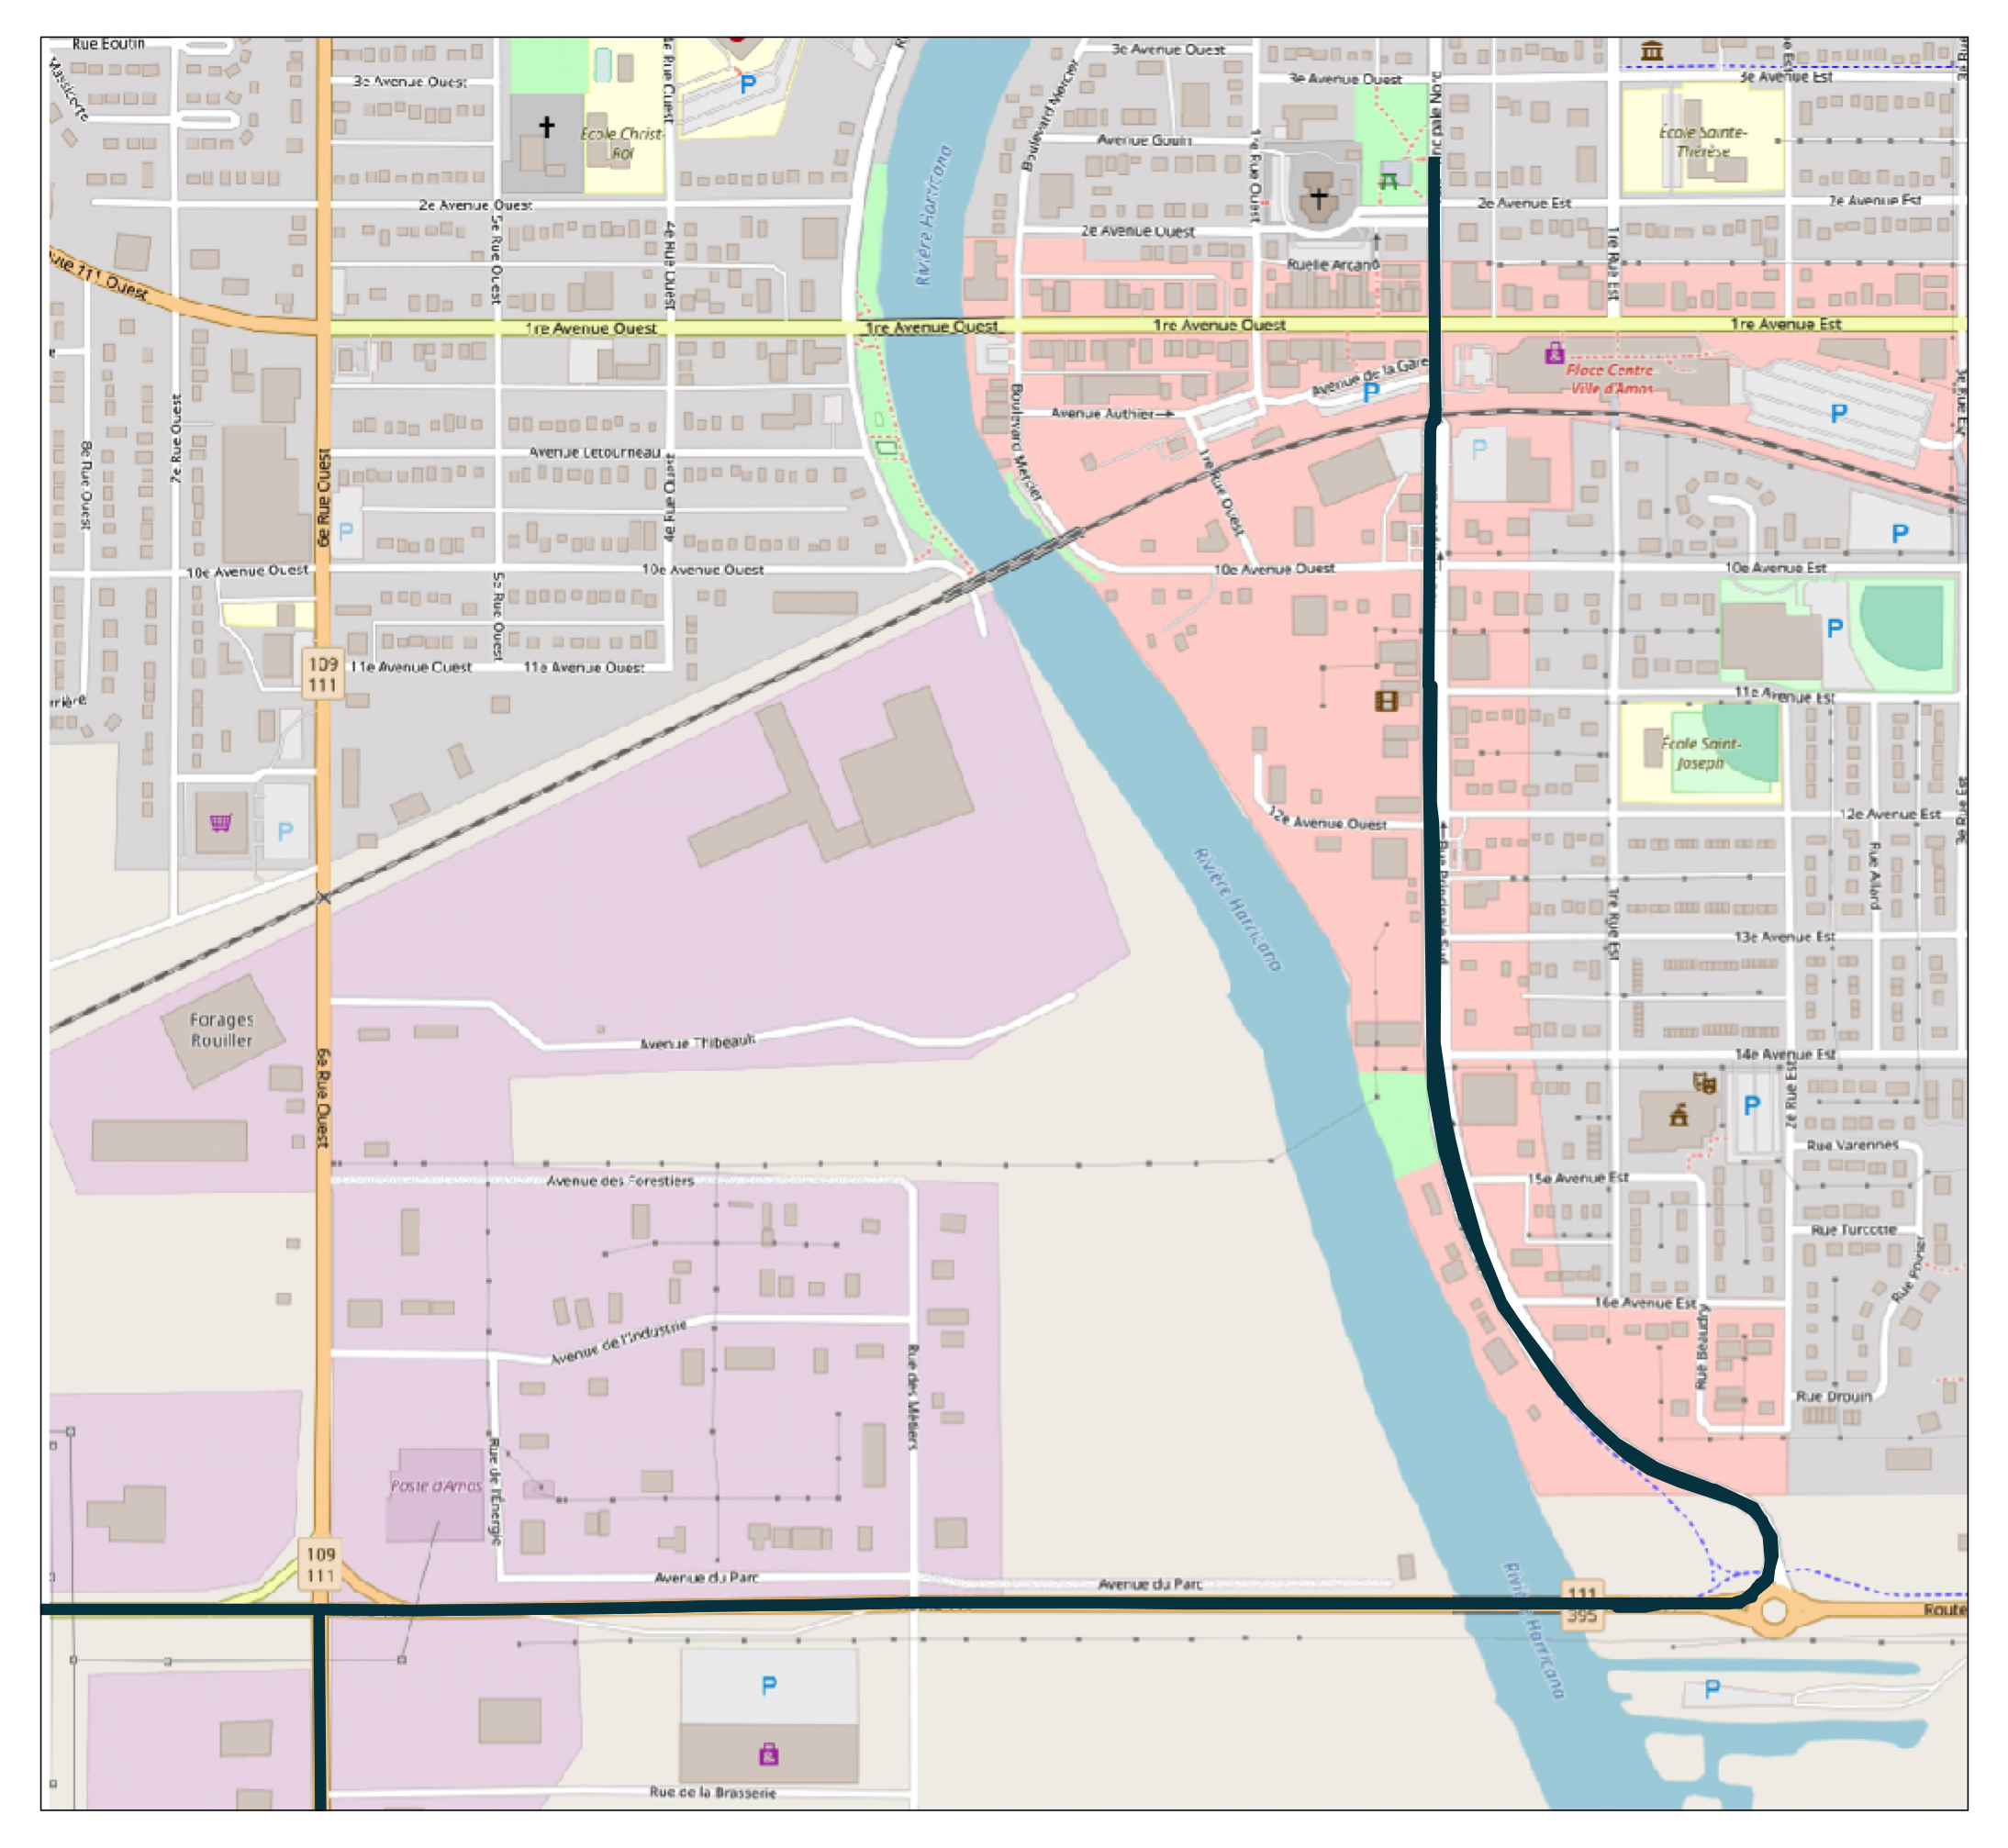 Rue Boutin
3e Avenue Ouest
3e Avenue Ouest
3e Avenue Ouest
3e Avenue Est
4e Rue Ouest
Massicotte
École Christ-
Roi
Boulevard Mercier
Avenue Gouin
1re Rue Ouest
École Sainte-
Thérèse
Rivière Harricana
2e Avenue Ouest
2e Avenue Ouest
2e Avenue Est
2e Avenue Est
5e Rue Ouest
4e Rue Ouest
1re Rue Est
Ruelle Arcand
111 Ouest
1re Avenue Ouest
1re Avenue Ouest
1re Avenue Ouest
1re Avenue Est
Avenue de la Gare
Place Centre-
Ville d'Amos
Boulevard Mercier
Avenue Authier
3e Rue Est
7e Rue Ouest
8e Rue Ouest
6e Rue Ouest
Avenue Letourneau
4e Rue Ouest
1re Rue Ouest
P
P
P
P
P
P
10e Avenue Ouest
10e Avenue Ouest
10e Avenue Ouest
10e Avenue Est
5e Rue Ouest
P
109
111
11e Avenue Ouest
11e Avenue Ouest
11e Avenue Est
École Saint-
Joseph
P
12e Avenue Ouest
12e Avenue Est
3e Rue Est
Rue Principale Sud
Rue Allard
1re Rue Est
Rivière Harricana
13e Avenue Est
Forages
Rouiller
Avenue Thibeault
6e Rue Ouest
14e Avenue Est
2e Rue Est
P
Rue Varennes
Avenue des Forestiers
15e Avenue Est
Rue Turcotte
Rue Poirier
16e Avenue Est
Avenue de l'Industrie
Rue des Métiers
Rue Beaudry
Rue Drouin
Poste d'Amos
Rue de l'Énergie
109
111
Avenue du Parc
Avenue du Parc
111
395
Route
Rivière Harricana
P
P
Rue de la Brasserie